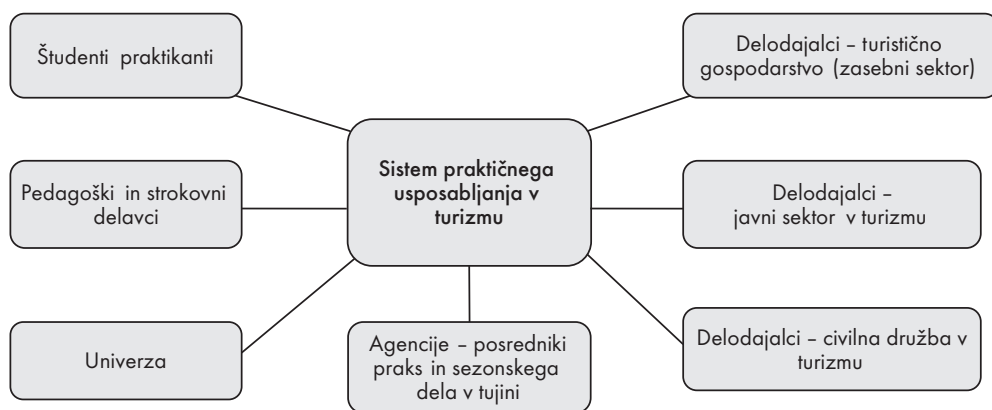 Študenti praktikanti
Delodajalci – turistično
gospodarstvo (zasebni sektor)
Sistem praktičnega
usposabljanja v
turizmu
Pedagoški in strokovni
delavci
Delodajalci –
javni sektor v turizmu
Univerza
Agencije – posredniki
praks in sezonskega
dela v tujini
Delodajalci – civilna družba v
turizmu